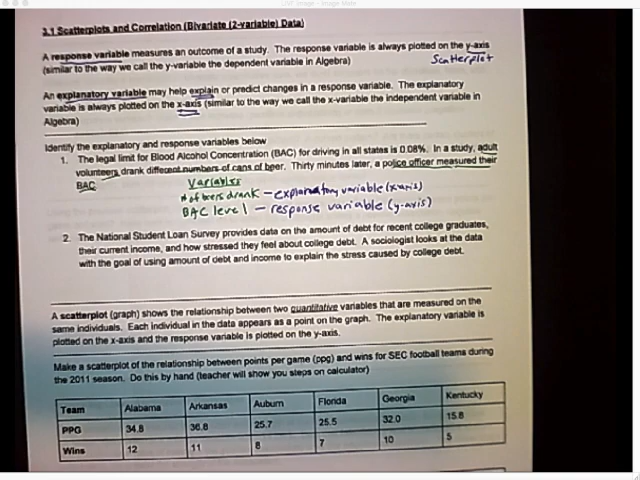 3.1 Scatterplots and Correlation (Bivariate (2-variable) Data)
A response variable measures an outcome of a study. The response variable is always plotted on the y-axis
(similar to the way we call the y-variable the dependent variable in Algebra)
Scatterplot
An explanatory variable may help explain or predict changes in a response variable. The explanatory
variable is always plotted on the x-axis (similar to the way we call the x-variable the independent variable in
Algebra)
Identify the explanatory and response variables below
1. The legal limit for Blood Alcohol Concentration (BAC) for driving in all states is 0.08%. In a study, adult
volunteers drank different numbers of cans of beer. Thirty minutes later, a police officer measured their
BAC.
Variables
# of beers drank - explanatory variable (x-axis)
BAC level - response variable (y-axis)
2. The National Student Loan Survey provides data on the amount of debt for recent college graduates,
their current income, and how stressed they feel about college debt. A sociologist looks at the data
with the goal of using amount of debt and income to explain the stress caused by college debt.
A scatterplot (graph) shows the relationship between two quantitative variables that are measured on the
same individuals. Each individual in the data appears as a point on the graph. The explanatory variable is
plotted on the x-axis and the response variable is plotted on the y-axis.
Make a scatterplot of the relationship between points per game (ppg) and wins for SEC football teams during
the 2011 season. Do this by hand (teacher will show you steps on calculator)
Team Alabama Arkansas Auburn Florida Georgia Kentucky
PPG 34.8 36.8 25.7 25.5 32.0 15.8
Wins 12 11 8 7 10 5